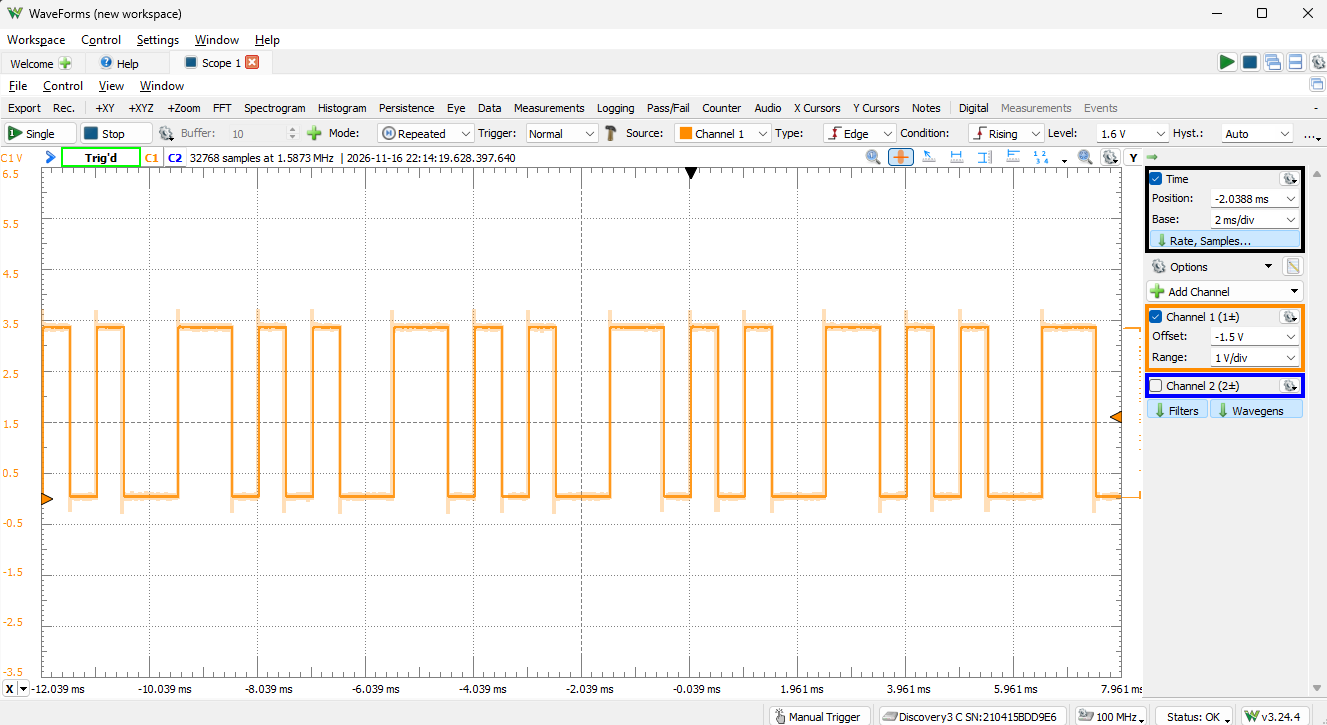 WaveForms (new workspace)
Workspace Control Settings Window Help
Welcome Help Scope 1
File Control View Window
Export Rec. +XY +XYZ +Zoom FFT Spectrogram Histogram Persistence Eye Data Measurements Logging Pass/Fail Counter Audio X Cursors Y Cursors Notes Digital Measurements Events -
Single Stop Buffer: 10 Mode: Repeated Trigger: Normal Source: Channel 1 Type: Edge Condition: Rising Level: 1.6 V Hyst.: Auto ...
C1 V Trig'd C1 C2 32768 samples at 1.5873 MHz | 2026-11-16 22:14:19.628.397.640 Y
6.5
5.5
4.5
3.5
2.5
1.5
0.5
-0.5
-1.5
-2.5
-3.5
X -12.039 ms -10.039 ms -8.039 ms -6.039 ms -4.039 ms -2.039 ms -0.039 ms 1.961 ms 3.961 ms 5.961 ms 7.961 ms
Time
Position: -2.0388 ms
Base: 2 ms/div
Rate, Samples...
Options
Add Channel
Channel 1 (1±)
Offset: -1.5 V
Range: 1 V/div
Channel 2 (2±)
Filters Wavegens
Manual Trigger Discovery3 C SN:210415BDD9E6 100 MHz Status: OK v3.24.4